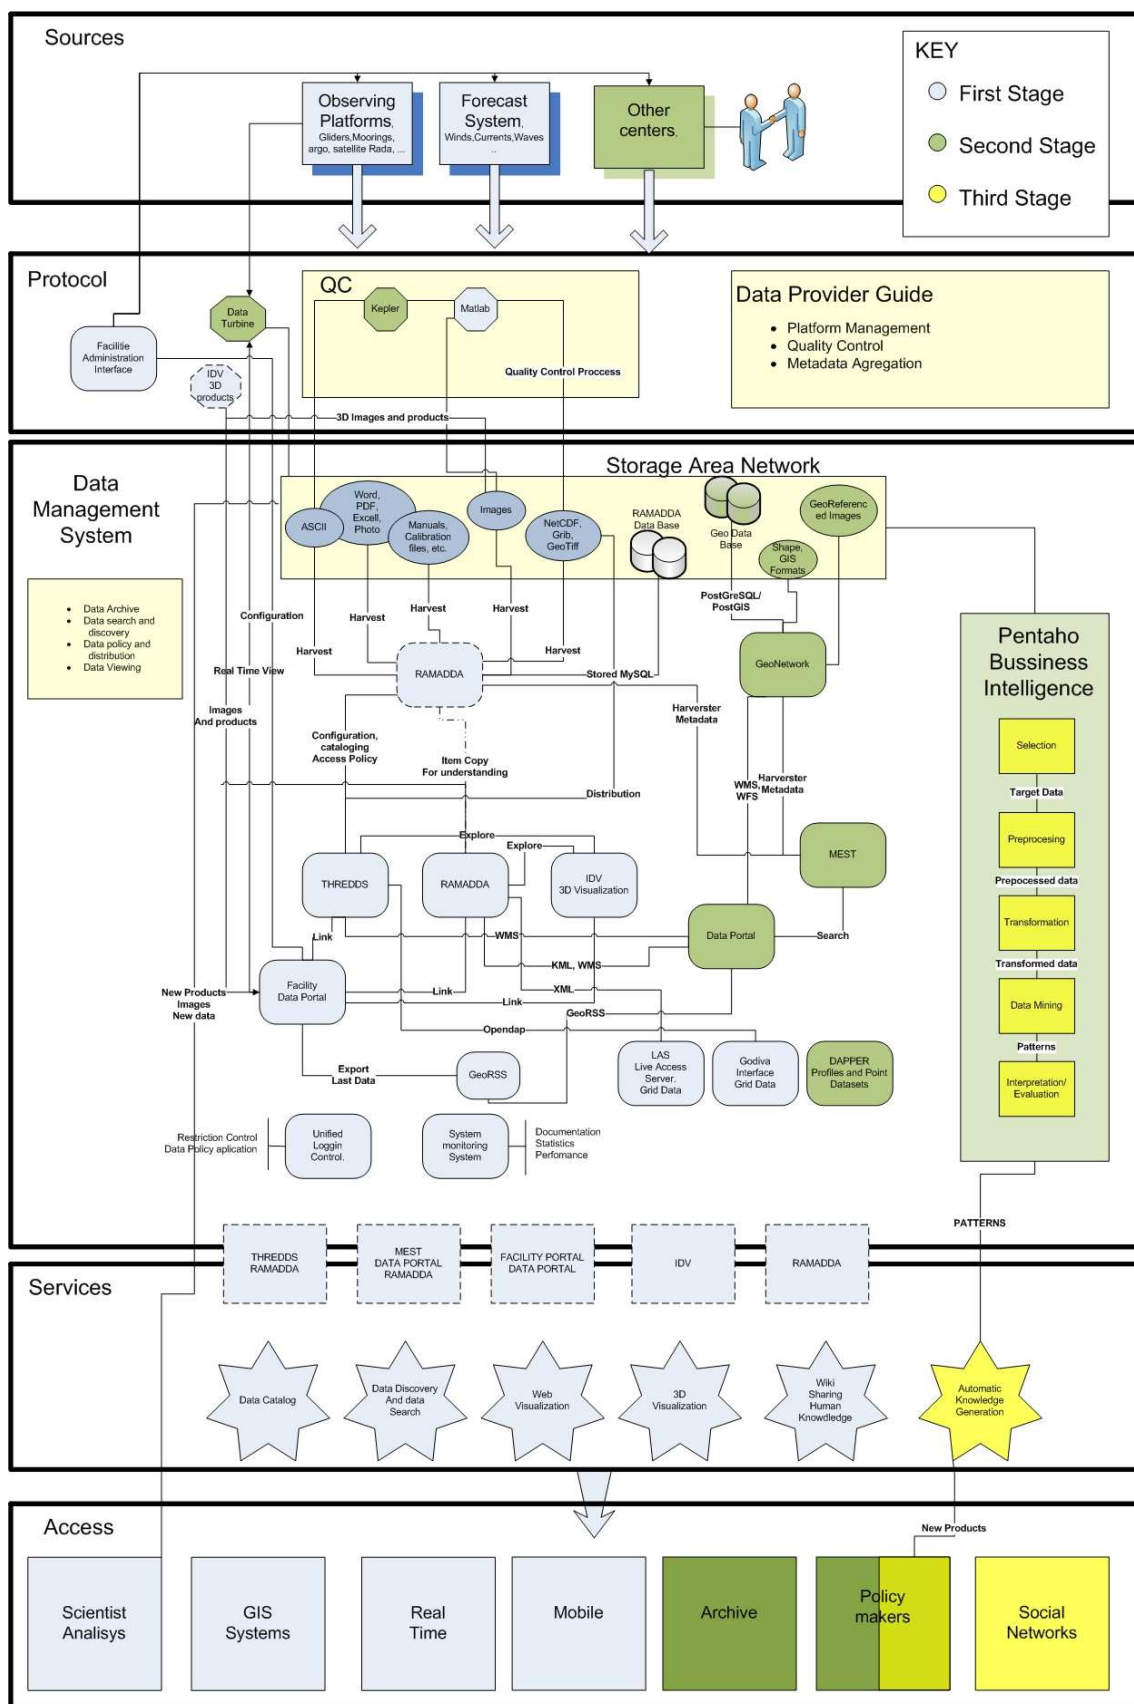 Sources
KEY
First Stage
Second Stage
Third Stage
Observing
Platforms,
Gliders,Moorings,
argo, satellite Rada, ...
Forecast
System,
Winds,Currents,Waves
..
Other
centers.
Protocol
QC
Kepler
Matlab
Quality Control Proccess
Data Provider Guide
• Platform Management
• Quality Control
• Metadata Agregation
Data
Turbine
Facilitie
Administration
Interface
IDV
3D
products
3D Images and products
Data
Management
System
• Data Archive
• Data search and
discovery
• Data policy and
distribution
• Data Viewing
Storage Area Network
ASCII
Word,
PDF,
Excell,
Photo
Manuals,
Calibration
files, etc.
Images
NetCDF,
Grib,
GeoTiff
RAMADDA
Data Base
Geo Data
Base
Shape,
GIS
Formats
GeoReferenc
ed Images
Configuration
Real Time View
Images
And products
Harvest
Harvest
Harvest
Harvest
Harvest
PostGreSQL/
PostGIS
RAMADDA
Stored MySQL
GeoNetwork
Harverster
Metadata
Configuration,
cataloging
Access Policy
Item Copy
For understanding
Distribution
WMS,
WFS
Harverster
Metadata
Explore
Explore
THREDDS
RAMADDA
IDV
3D Visualization
MEST
Data Portal
Search
Link
WMS
KML, WMS
XML
GeoRSS
Link
Link
Opendap
Facility
Data Portal
New Products
Images
New data
Export
Last Data
GeoRSS
LAS
Live Access
Server.
Grid Data
Godiva
Interface
Grid Data
DAPPER
Profiles and Point
Datasets
Restriction Control
Data Policy aplication
Unified
Loggin
Control.
System
monitoring
System
Documentation
Statistics
Perfomance
Pentaho
Bussiness
Intelligence
Selection
Target Data
Preprocesing
Prepocessed data
Transformation
Transformed data
Data Mining
Patterns
Interpretation/
Evaluation
PATTERNS
THREDDS
RAMADDA
MEST
DATA PORTAL
RAMADDA
FACILITY PORTAL
DATA PORTAL
IDV
RAMADDA
Services
Data Catalog
Data Discovery
And data
Search
Web
Visualization
3D
Visualization
Wiki
Sharing
Human
Knowdledge
Automatic
Knowledge
Generation
Access
New Products
Scientist
Analisys
GIS
Systems
Real
Time
Mobile
Archive
Policy
makers
Social
Networks